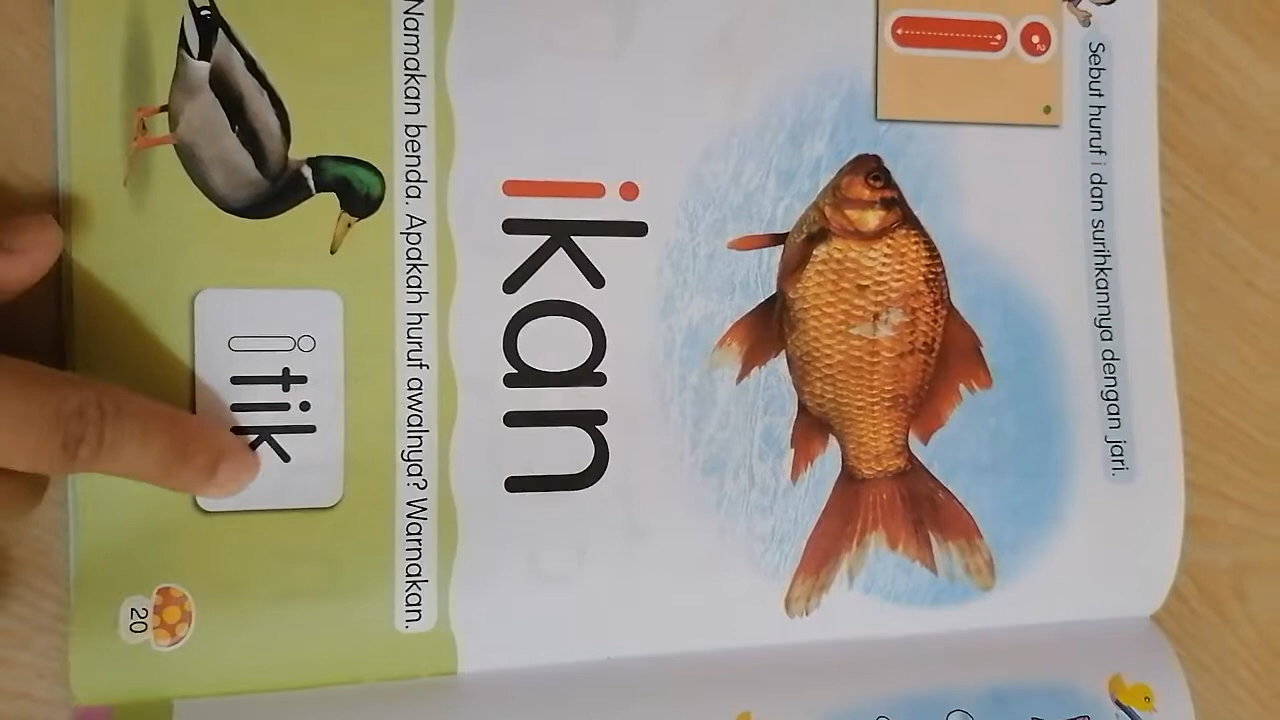 Sebut huruf i dan surihkannya dengan jari.
i
ikan
Namakan benda. Apakah huruf awalnya? Warnakan.
itik
20